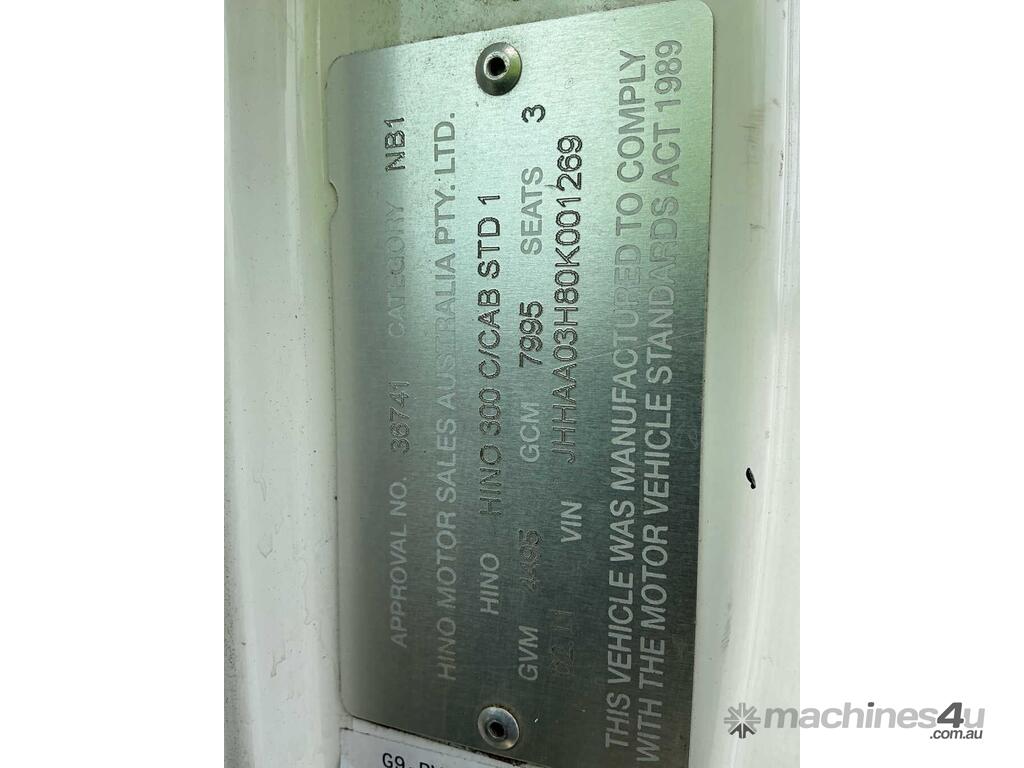 APPROVAL NO. 36741 CATEGORY NB1
HINO MOTOR SALES AUSTRALIA PTY. LTD.
HINO HINO 300 C/CAB STD 1
GVM 4495 GCM 7995 SEATS 3
VIN JHHAA03H80K001269
THIS VEHICLE WAS MANUFACTURED TO COMPLY
WITH THE MOTOR VEHICLE STANDARDS ACT 1989
machines4u
.com.au